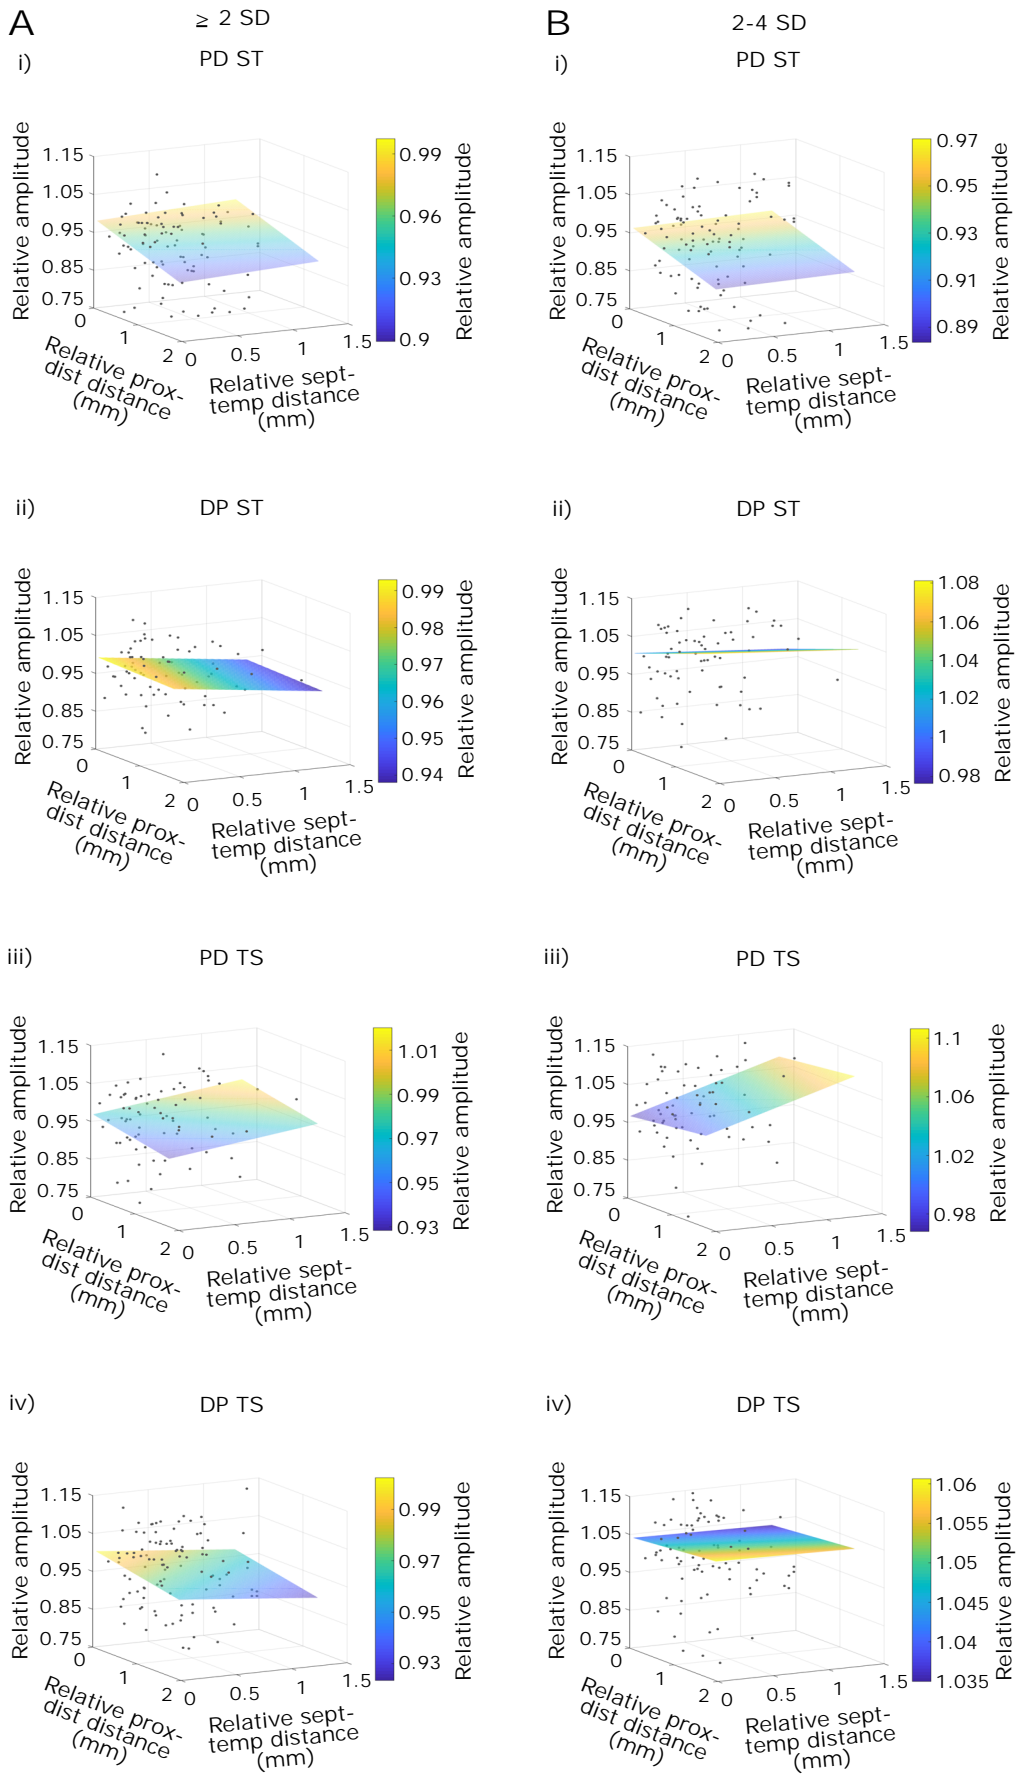 A
≥ 2 SD
B
2-4 SD
i)
PD ST
Relative amplitude
1.15
1.05
0.95
0.85
0.75
0
1
2
0
0.5
1
1.5
Relative prox-
dist distance
(mm)
Relative sept-
temp distance
(mm)
0.99
0.96
0.93
0.9
Relative amplitude
i)
PD ST
Relative amplitude
1.15
1.05
0.95
0.85
0.75
0
1
2
0
0.5
1
1.5
Relative prox-
dist distance
(mm)
Relative sept-
temp distance
(mm)
0.97
0.95
0.93
0.91
0.89
Relative amplitude
ii)
DP ST
Relative amplitude
1.15
1.05
0.95
0.85
0.75
0
1
2
0
0.5
1
1.5
Relative prox-
dist distance
(mm)
Relative sept-
temp distance
(mm)
0.99
0.98
0.97
0.96
0.95
0.94
Relative amplitude
ii)
DP ST
Relative amplitude
1.15
1.05
0.95
0.85
0.75
0
1
2
0
0.5
1
1.5
Relative prox-
dist distance
(mm)
Relative sept-
temp distance
(mm)
1.08
1.06
1.04
1.02
1
0.98
Relative amplitude
iii)
PD TS
Relative amplitude
1.15
1.05
0.95
0.85
0.75
0
1
2
0
0.5
1
1.5
Relative prox-
dist distance
(mm)
Relative sept-
temp distance
(mm)
1.01
0.99
0.97
0.95
0.93
Relative amplitude
iii)
PD TS
Relative amplitude
1.15
1.05
0.95
0.85
0.75
0
1
2
0
0.5
1
1.5
Relative prox-
dist distance
(mm)
Relative sept-
temp distance
(mm)
1.1
1.06
1.02
0.98
Relative amplitude
iv)
DP TS
Relative amplitude
1.15
1.05
0.95
0.85
0.75
0
1
2
0
0.5
1
1.5
Relative prox-
dist distance
(mm)
Relative sept-
temp distance
(mm)
0.99
0.97
0.95
0.93
Relative amplitude
iv)
DP TS
Relative amplitude
1.15
1.05
0.95
0.85
0.75
0
1
2
0
0.5
1
1.5
Relative prox-
dist distance
(mm)
Relative sept-
temp distance
(mm)
1.06
1.055
1.05
1.045
1.04
1.035
Relative amplitude